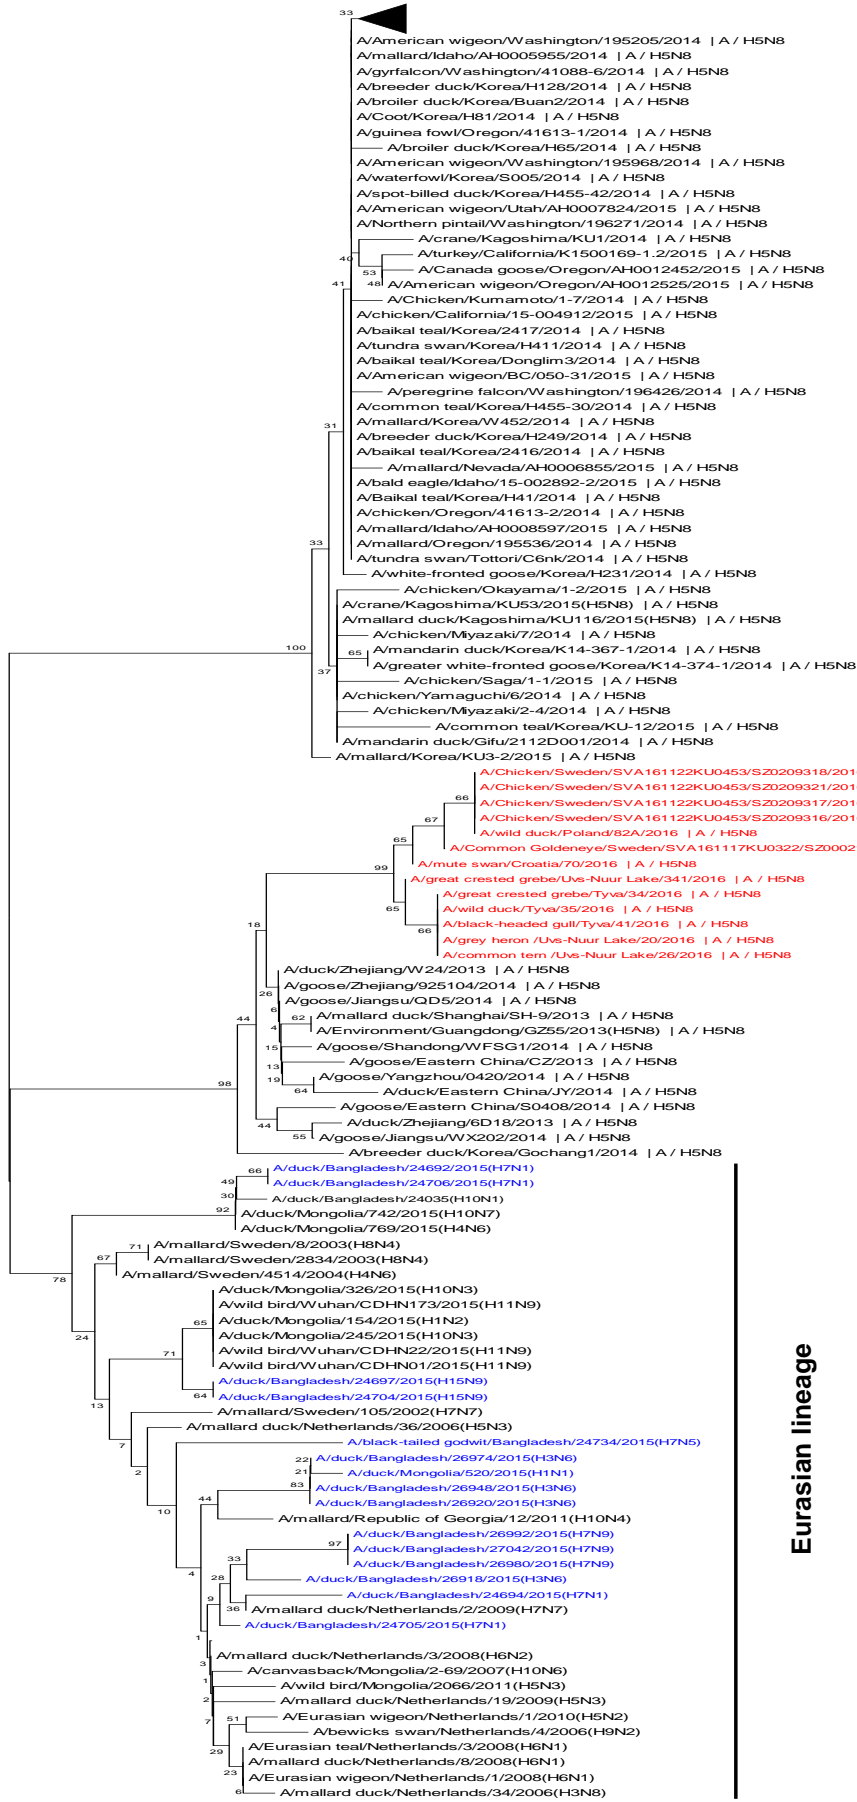 33
A/American wigeon/Washington/195205/2014 | A / H5N8
A/mallard/Idaho/AH0005955/2014 | A / H5N8
A/gyrfalcon/Washington/41088-6/2014 | A / H5N8
A/breeder duck/Korea/H128/2014 | A / H5N8
A/broiler duck/Korea/Buan2/2014 | A / H5N8
A/Coot/Korea/H81/2014 | A / H5N8
A/guinea fowl/Oregon/41613-1/2014 | A / H5N8
A/broiler duck/Korea/H65/2014 | A / H5N8
A/American wigeon/Washington/195968/2014 | A / H5N8
A/waterfowl/Korea/S005/2014 | A / H5N8
A/spot-billed duck/Korea/H455-42/2014 | A / H5N8
A/American wigeon/Utah/AH0007824/2015 | A / H5N8
A/Northern pintail/Washington/196271/2014 | A / H5N8
A/crane/Kagoshima/KU1/2014 | A / H5N8
40
A/turkey/California/K1500169-1.2/2015 | A / H5N8
53
A/Canada goose/Oregon/AH0012452/2015 | A / H5N8
48
A/American wigeon/Oregon/AH0012525/2015 | A / H5N8
41
A/Chicken/Kumamoto/1-7/2014 | A / H5N8
A/chicken/California/15-004912/2015 | A / H5N8
A/baikal teal/Korea/2417/2014 | A / H5N8
A/tundra swan/Korea/H411/2014 | A / H5N8
A/baikal teal/Korea/Donglim3/2014 | A / H5N8
A/American wigeon/BC/050-31/2015 | A / H5N8
A/peregrine falcon/Washington/196426/2014 | A / H5N8
A/common teal/Korea/H455-30/2014 | A / H5N8
A/mallard/Korea/W452/2014 | A / H5N8
31
A/breeder duck/Korea/H249/2014 | A / H5N8
A/baikal teal/Korea/2416/2014 | A / H5N8
A/mallard/Nevada/AH0006855/2015 | A / H5N8
A/bald eagle/Idaho/15-002892-2/2015 | A / H5N8
A/Baikal teal/Korea/H41/2014 | A / H5N8
A/chicken/Oregon/41613-2/2014 | A / H5N8
A/mallard/Idaho/AH0008597/2015 | A / H5N8
33
A/mallard/Oregon/195536/2014 | A / H5N8
A/tundra swan/Tottori/C6nk/2014 | A / H5N8
A/white-fronted goose/Korea/H231/2014 | A / H5N8
A/chicken/Okayama/1-2/2015 | A / H5N8
A/crane/Kagoshima/KU53/2015(H5N8) | A / H5N8
A/mallard duck/Kagoshima/KU116/2015(H5N8) | A / H5N8
A/chicken/Miyazaki/7/2014 | A / H5N8
100
65
A/mandarin duck/Korea/K14-367-1/2014 | A / H5N8
A/greater white-fronted goose/Korea/K14-374-1/2014 | A / H5N8
37
A/chicken/Saga/1-1/2015 | A / H5N8
A/chicken/Yamaguchi/6/2014 | A / H5N8
A/chicken/Miyazaki/2-4/2014 | A / H5N8
A/common teal/Korea/KU-12/2015 | A / H5N8
A/mandarin duck/Gifu/2112D001/2014 | A / H5N8
A/mallard/Korea/KU3-2/2015 | A / H5N8
A/Chicken/Sweden/SVA161122KU0453/SZ0209318/201
A/Chicken/Sweden/SVA161122KU0453/SZ0209321/201
66
A/Chicken/Sweden/SVA161122KU0453/SZ0209317/201
A/Chicken/Sweden/SVA161122KU0453/SZ0209316/201
67
A/wild duck/Poland/82A/2016 | A / H5N8
65
A/Common Goldeneye/Sweden/SVA161117KU0322/SZ0002
99
A/mute swan/Croatia/70/2016 | A / H5N8
A/great crested grebe/Uvs-Nuur Lake/341/2016 | A / H5N8
A/great crested grebe/Tyva/34/2016 | A / H5N8
65
A/wild duck/Tyva/35/2016 | A / H5N8
66
A/black-headed gull/Tyva/41/2016 | A / H5N8
18
A/grey heron /Uvs-Nuur Lake/20/2016 | A / H5N8
A/common tern /Uvs-Nuur Lake/26/2016 | A / H5N8
A/duck/Zhejiang/W24/2013 | A / H5N8
26
A/goose/Zhejiang/925104/2014 | A / H5N8
A/goose/Jiangsu/QD5/2014 | A / H5N8
6
44
62
A/mallard duck/Shanghai/SH-9/2013 | A / H5N8
4
A/Environment/Guangdong/GZ55/2013(H5N8) | A / H5N8
15
A/goose/Shandong/WFSG1/2014 | A / H5N8
13
A/goose/Eastern China/CZ/2013 | A / H5N8
19
A/goose/Yangzhou/0420/2014 | A / H5N8
98
64
A/duck/Eastern China/JY/2014 | A / H5N8
A/goose/Eastern China/S0408/2014 | A / H5N8
44
A/duck/Zhejiang/6D18/2013 | A / H5N8
55
A/goose/Jiangsu/WX202/2014 | A / H5N8
A/breeder duck/Korea/Gochang1/2014 | A / H5N8
66
A/duck/Bangladesh/24692/2015(H7N1)
49
A/duck/Bangladesh/24706/2015(H7N1)
30
A/duck/Bangladesh/24035(H10N1)
92
A/duck/Mongolia/742/2015(H10N7)
A/duck/Mongolia/769/2015(H4N6)
71
A/mallard/Sweden/8/2003(H8N4)
67
A/mallard/Sweden/2834/2003(H8N4)
78
A/mallard/Sweden/4514/2004(H4N6)
A/duck/Mongolia/326/2015(H10N3)
A/wild bird/Wuhan/CDHN173/2015(H11N9)
65
A/duck/Mongolia/154/2015(H1N2)
24
A/duck/Mongolia/245/2015(H10N3)
71
A/wild bird/Wuhan/CDHN22/2015(H11N9)
A/wild bird/Wuhan/CDHN01/2015(H11N9)
A/duck/Bangladesh/24697/2015(H15N9)
64
A/duck/Bangladesh/24704/2015(H15N9)
13
A/mallard/Sweden/105/2002(H7N7)
A/mallard duck/Netherlands/36/2006(H5N3)
7
A/black-tailed godwit/Bangladesh/24734/2015(H7N5)
22
A/duck/Bangladesh/26974/2015(H3N6)
2
21
A/duck/Mongolia/520/2015(H1N1)
83
A/duck/Bangladesh/26948/2015(H3N6)
44
A/duck/Bangladesh/26920/2015(H3N6)
10
A/mallard/Republic of Georgia/12/2011(H10N4)
A/duck/Bangladesh/26992/2015(H7N9)
97
A/duck/Bangladesh/27042/2015(H7N9)
33
A/duck/Bangladesh/26980/2015(H7N9)
4
28
A/duck/Bangladesh/26918/2015(H3N6)
9
A/duck/Bangladesh/24694/2015(H7N1)
36
A/mallard duck/Netherlands/2/2009(H7N7)
A/duck/Bangladesh/24705/2015(H7N1)
1
A/mallard duck/Netherlands/3/2008(H6N2)
3
A/canvasback/Mongolia/2-69/2007(H10N6)
1
A/wild bird/Mongolia/2066/2011(H5N3)
2
A/mallard duck/Netherlands/19/2009(H5N3)
7
51
A/Eurasian wigeon/Netherlands/1/2010(H5N2)
A/bewicks swan/Netherlands/4/2006(H9N2)
29
A/Eurasian teal/Netherlands/3/2008(H6N1)
A/mallard duck/Netherlands/8/2008(H6N1)
23
A/Eurasian wigeon/Netherlands/1/2008(H6N1)
6
A/mallard duck/Netherlands/34/2006(H3N8)
Eurasian lineage